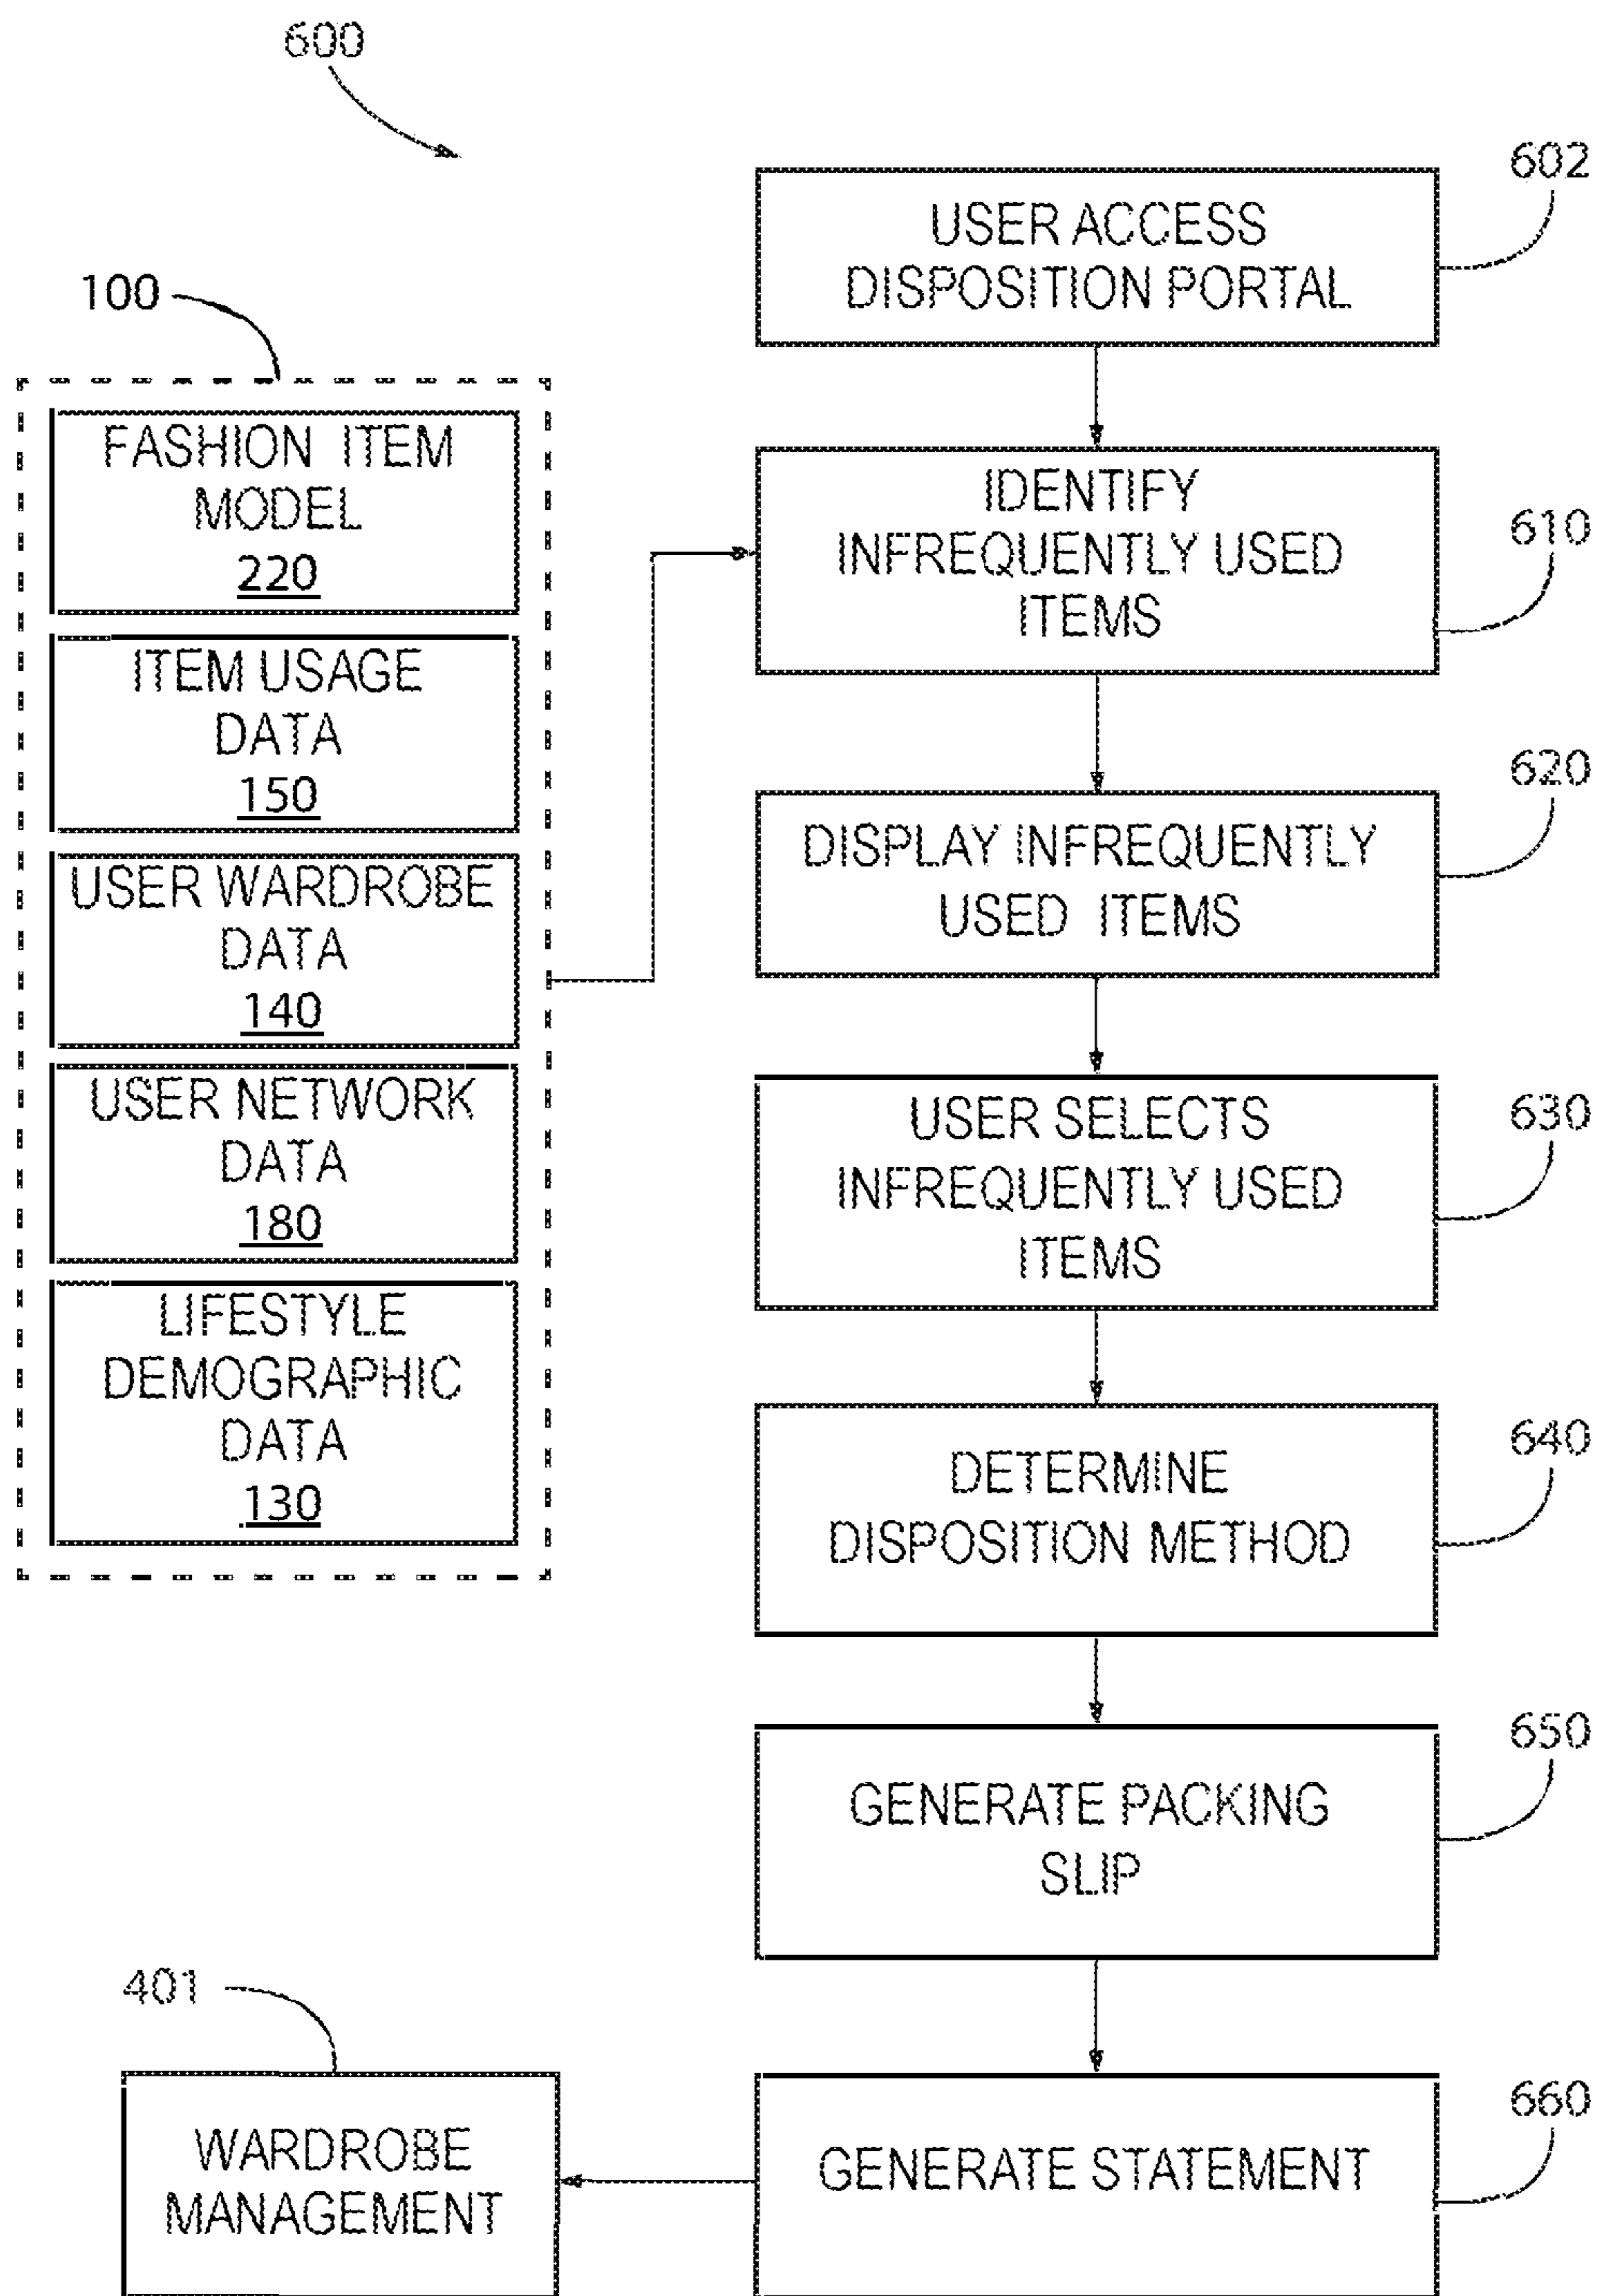 600
602
USER ACCESS
DISPOSITION PORTAL
100
FASHION ITEM
MODEL
220
ITEM USAGE
DATA
150
USER WARDROBE
DATA
140
USER NETWORK
DATA
180
LIFESTYLE
DEMOGRAPHIC
DATA
130
IDENTIFY
INFREQUENTLY USED
ITEMS
610
DISPLAY INFREQUENTLY
USED ITEMS
620
USER SELECTS
INFREQUENTLY USED
ITEMS
630
DETERMINE
DISPOSITION METHOD
640
GENERATE PACKING
SLIP
650
GENERATE STATEMENT
660
401
WARDROBE
MANAGEMENT